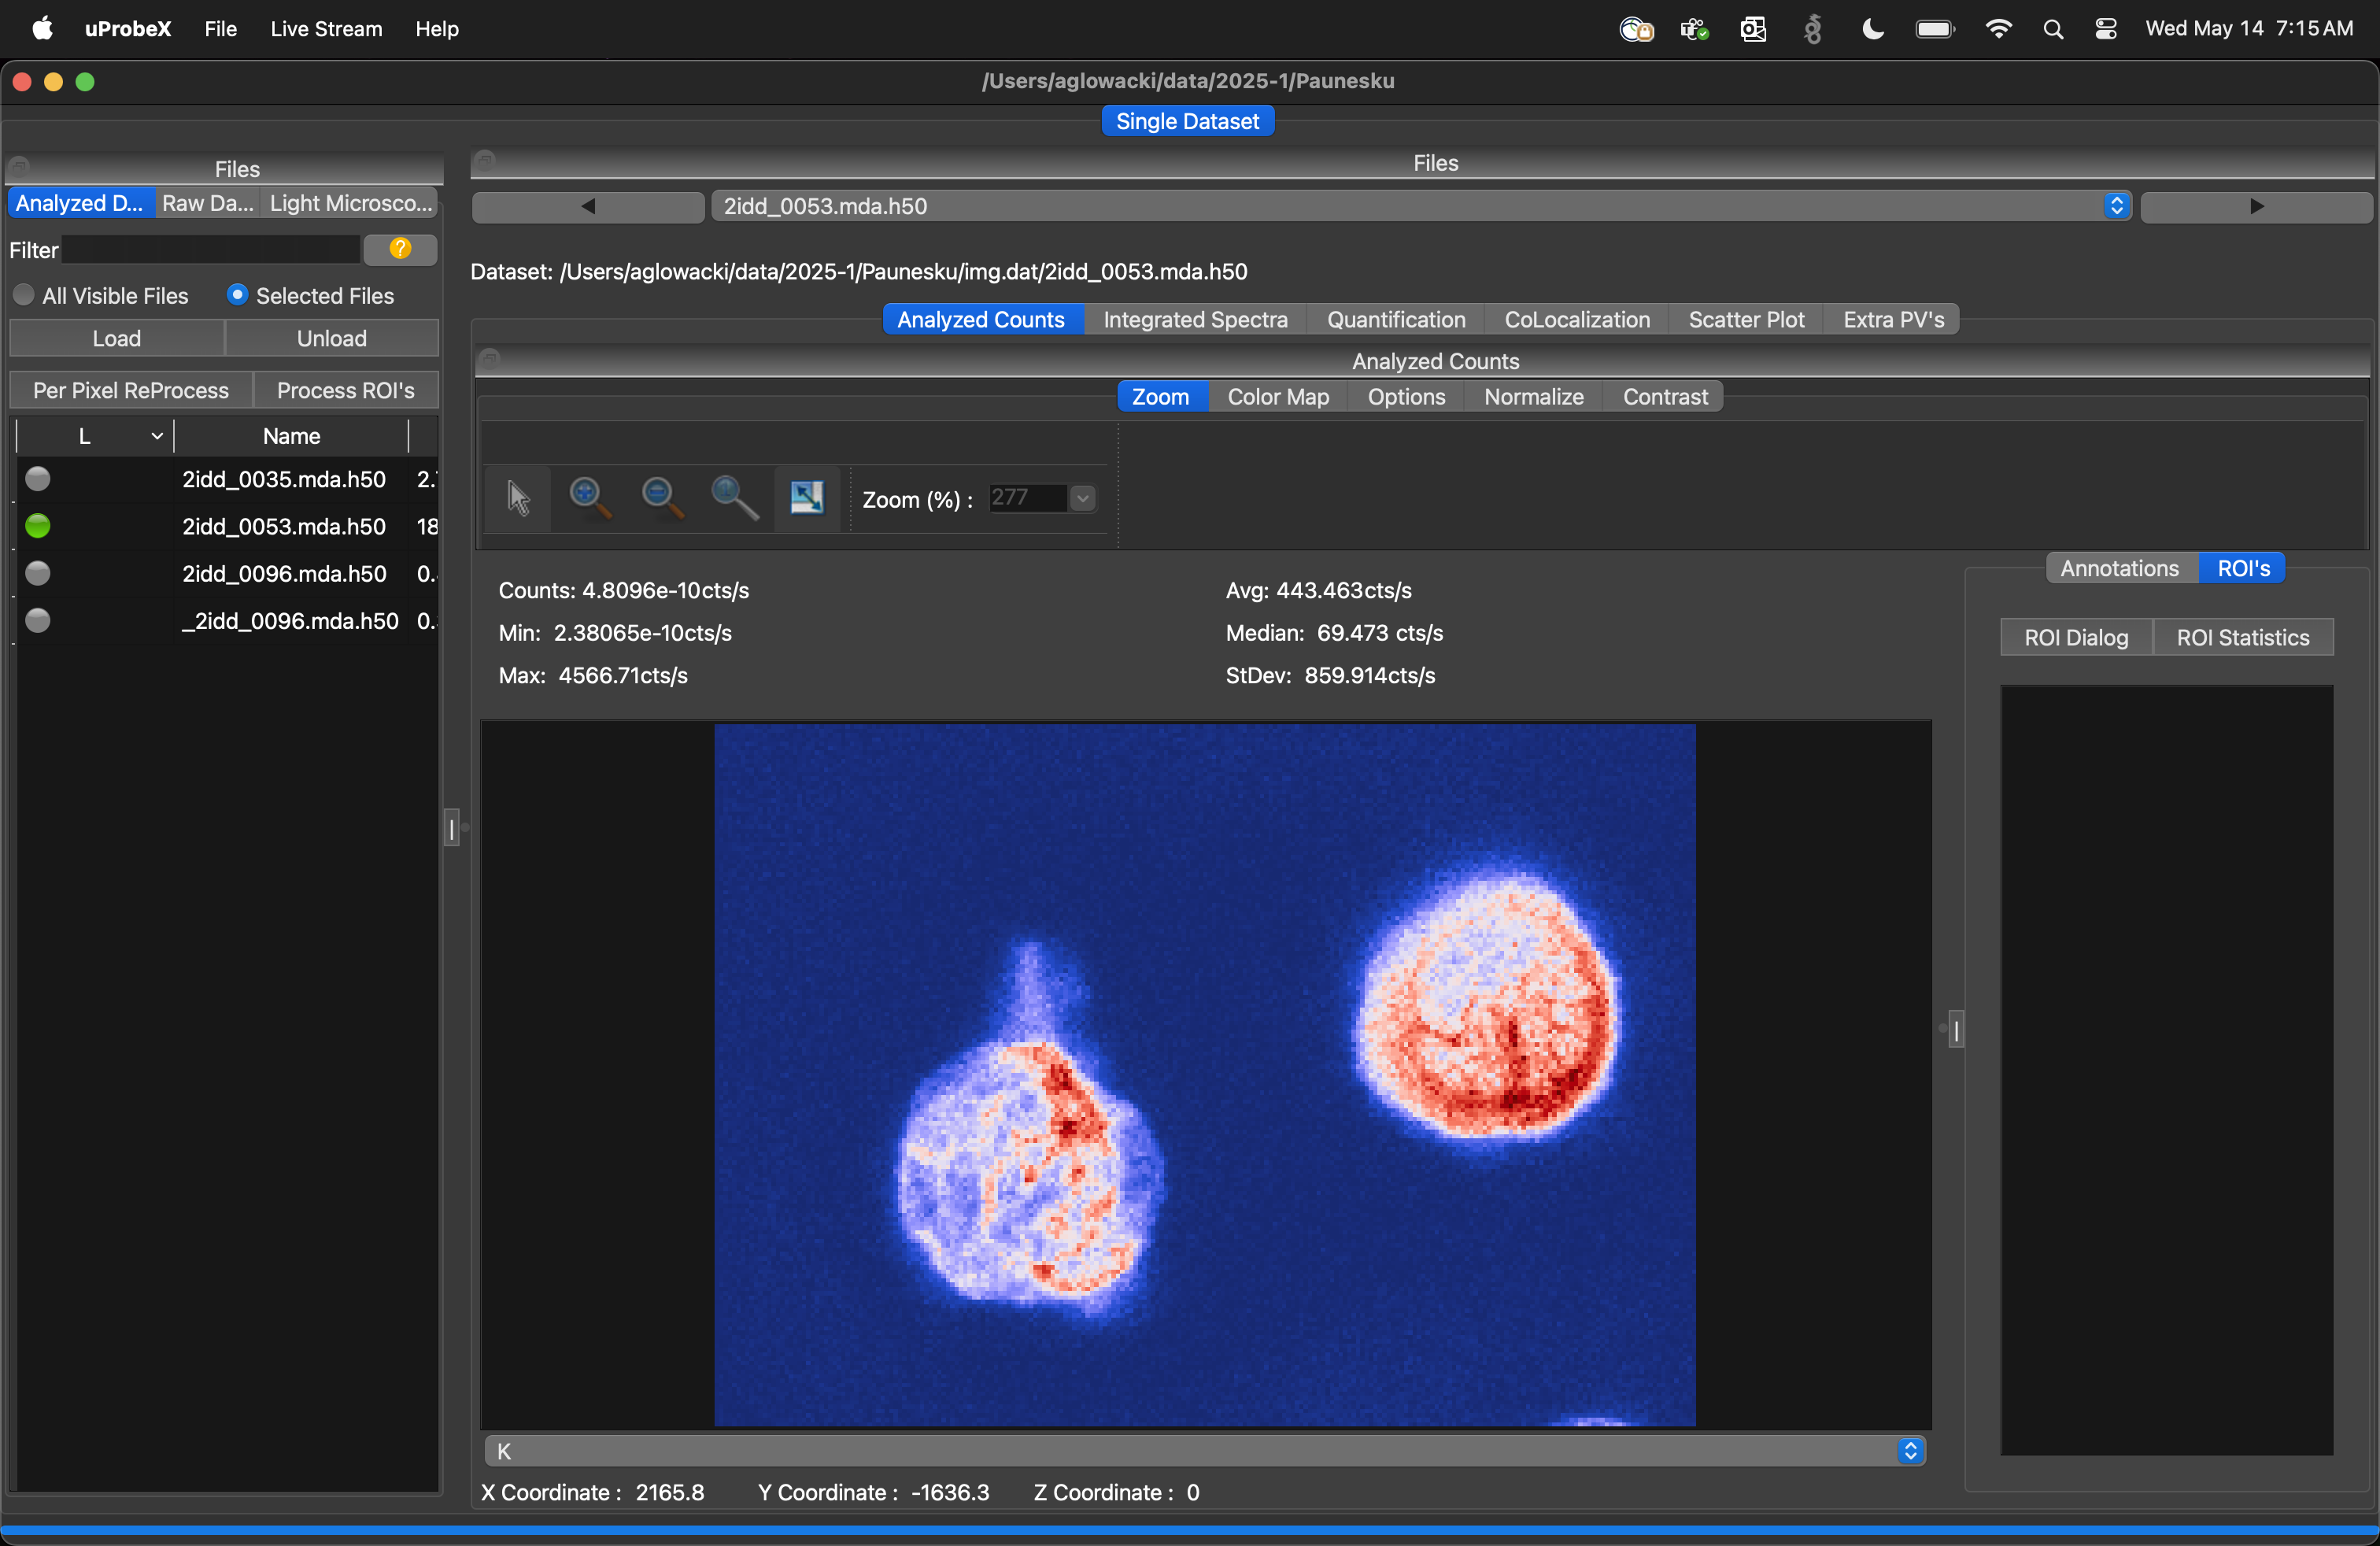 uProbeX File Live Stream Help Wed May 14 7:15 AM
/Users/aglowacki/data/2025-1/Paunesku
Single Dataset
Files
Analyzed D... Raw Da... Light Microsco...
Filter ?
All Visible Files Selected Files
Load Unload
Per Pixel ReProcess Process ROI's
L Name
2idd_0035.mda.h50
2idd_0053.mda.h50 18
2idd_0096.mda.h50 0.
_2idd_0096.mda.h50 0.
Files
2idd_0053.mda.h50
Dataset: /Users/aglowacki/data/2025-1/Paunesku/img.dat/2idd_0053.mda.h50
Analyzed Counts Integrated Spectra Quantification CoLocalization Scatter Plot Extra PV's
Analyzed Counts
Zoom Color Map Options Normalize Contrast
Zoom (%) : 277
Counts: 4.8096e-10cts/s Avg: 443.463cts/s
Min: 2.38065e-10cts/s Median: 69.473 cts/s
Max: 4566.71cts/s StDev: 859.914cts/s
K
X Coordinate : 2165.8 Y Coordinate : -1636.3 Z Coordinate : 0
Annotations ROI's
ROI Dialog ROI Statistics